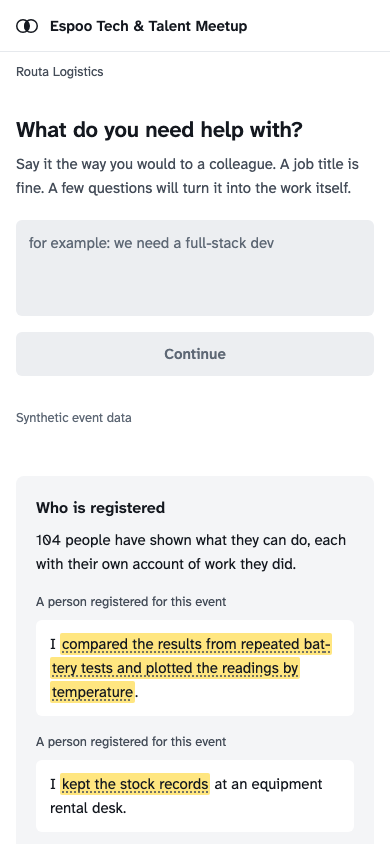 Espoo Tech & Talent Meetup
Routa Logistics
What do you need help with?
Say it the way you would to a colleague. A job title is
fine. A few questions will turn it into the work itself.
for example: we need a full-stack dev
Continue
Synthetic event data
Who is registered
104 people have shown what they can do, each
with their own account of work they did.
A person registered for this event
I compared the results from repeated bat-
tery tests and plotted the readings by
temperature.
A person registered for this event
I kept the stock records at an equipment
rental desk.